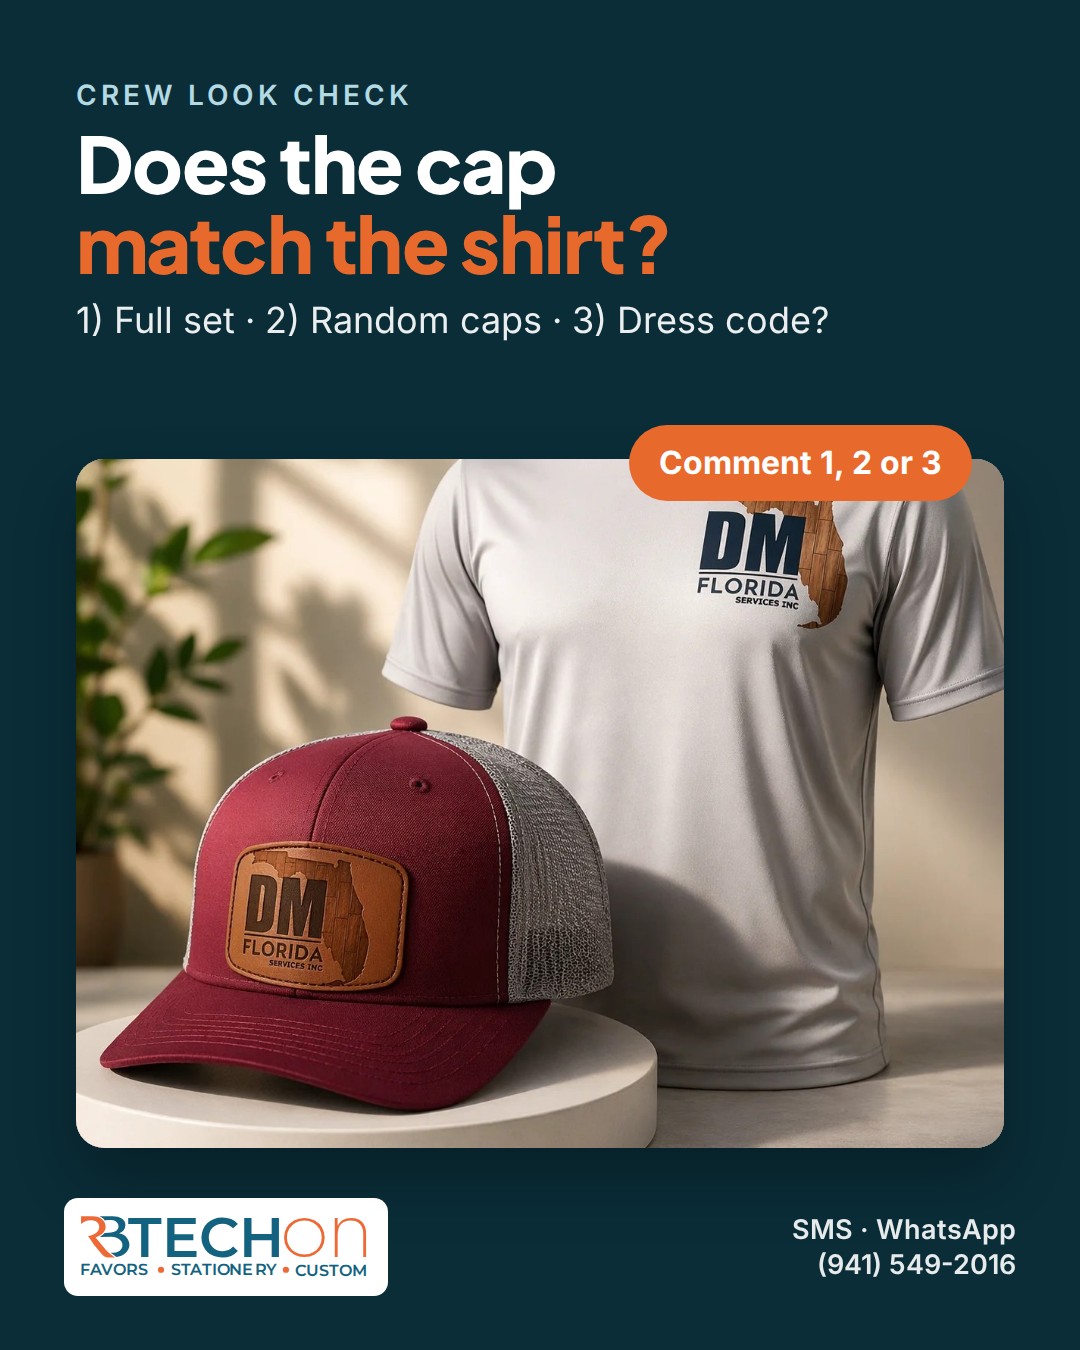 CREW LOOK CHECK
Does the cap
match the shirt?
1) Full set · 2) Random caps · 3) Dress code?
Comment 1, 2 or 3
DM
FLORIDA
SERVICES INC
DM
FLORIDA
SERVICES INC
RBTECHon
FAVORS • STATIONERY • CUSTOM
SMS · WhatsApp
(941) 549-2016